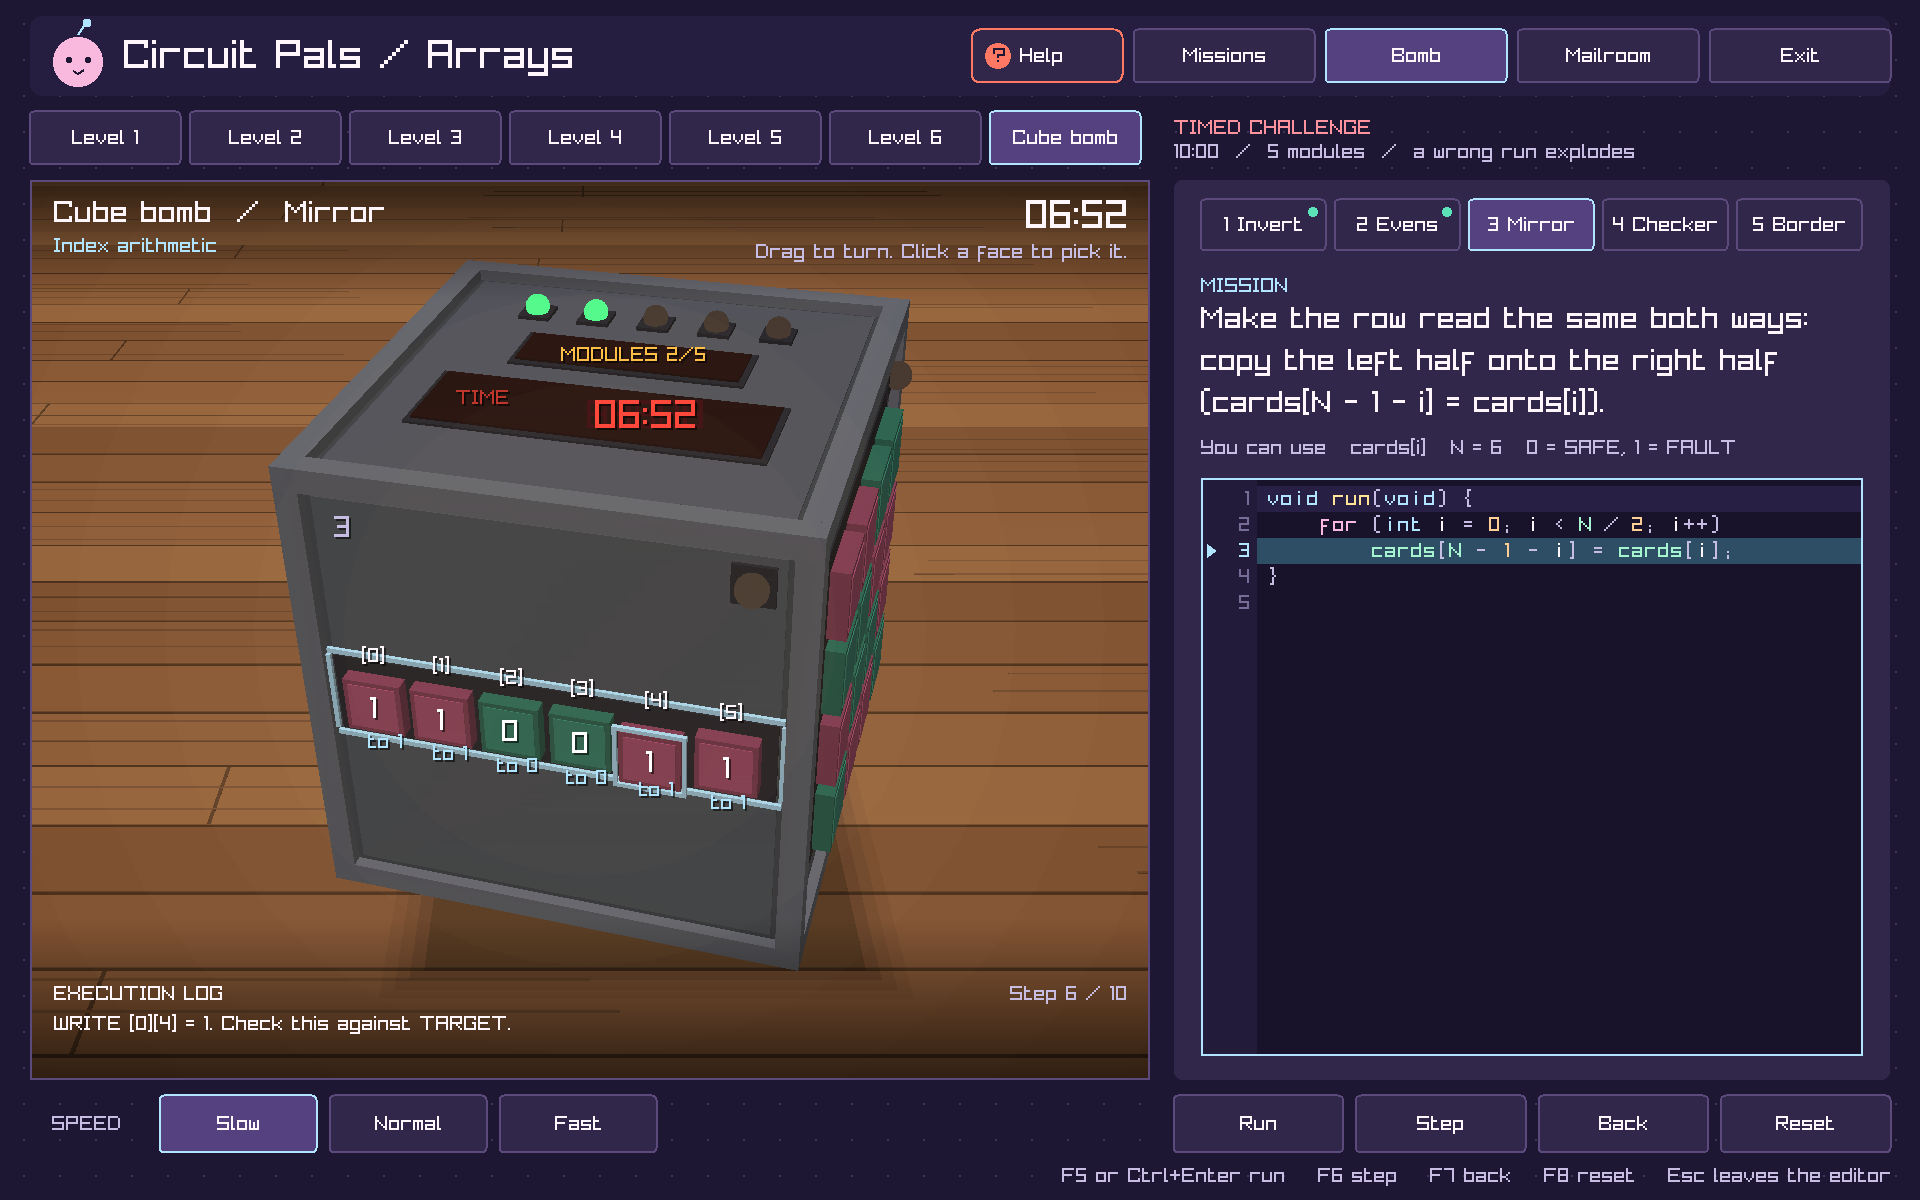 Circuit Pals / Arrays
? Help
Missions
Bomb
Mailroom
Exit
Level 1
Level 2
Level 3
Level 4
Level 5
Level 6
Cube bomb
TIMED CHALLENGE
10:00 / 5 modules / a wrong run explodes
Cube bomb / Mirror
06:52
Index arithmetic
Drag to turn. Click a face to pick it.
MODULES 2/5
TIME 06:52
3
[0] [1] [2] [3] [4] [5]
1 1 0 0 1 1
to 1 to 1 to 0 to 0 to 1 to 1
EXECUTION LOG
Step 6 / 10
WRITE [0][4] = 1. Check this against TARGET.
1 Invert
2 Evens
3 Mirror
4 Checker
5 Border
MISSION
Make the row read the same both ways:
copy the left half onto the right half
(cards[N - 1 - i] = cards[i]).
You can use cards[i] N = 6 0 = SAFE, 1 = FAULT
1 void run(void) {
2 for (int i = 0; i < N / 2; i++)
3 cards[N - 1 - i] = cards[i];
4 }
5
SPEED
Slow
Normal
Fast
Run
Step
Back
Reset
F5 or Ctrl+Enter run F6 step F7 back F8 reset Esc leaves the editor